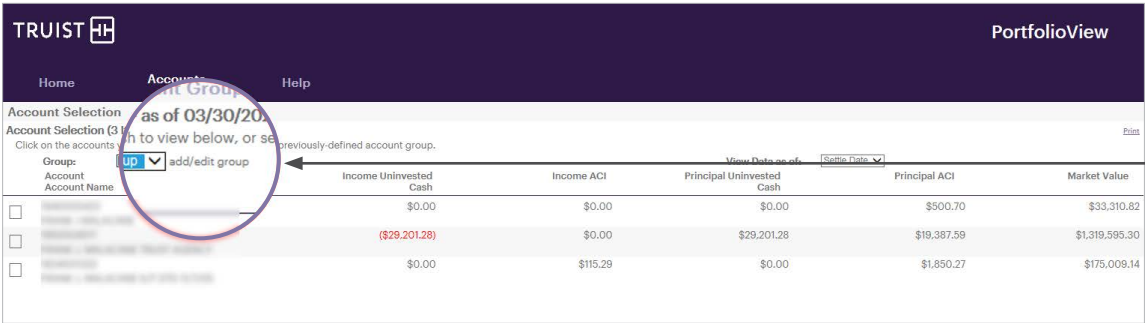 TRUIST
PortfolioView
Home Accounts Help
Account Selection
Account Selection (3
Print
Click on the accounts
previously-defined account group.
nt Group
as of 03/30/20
h to view below, or se
up add/edit group
Group:
View Data as of: Settle Date
Account
Account Name
Income Uninvested
Cash
Income ACI
Principal Uninvested
Cash
Principal ACI
Market Value
$0.00 $0.00 $0.00 $500.70 $33,310.82
($29,201.28) $0.00 $29,201.28 $19,387.59 $1,319,595.30
$0.00 $115.29 $0.00 $1,850.27 $175,009.14